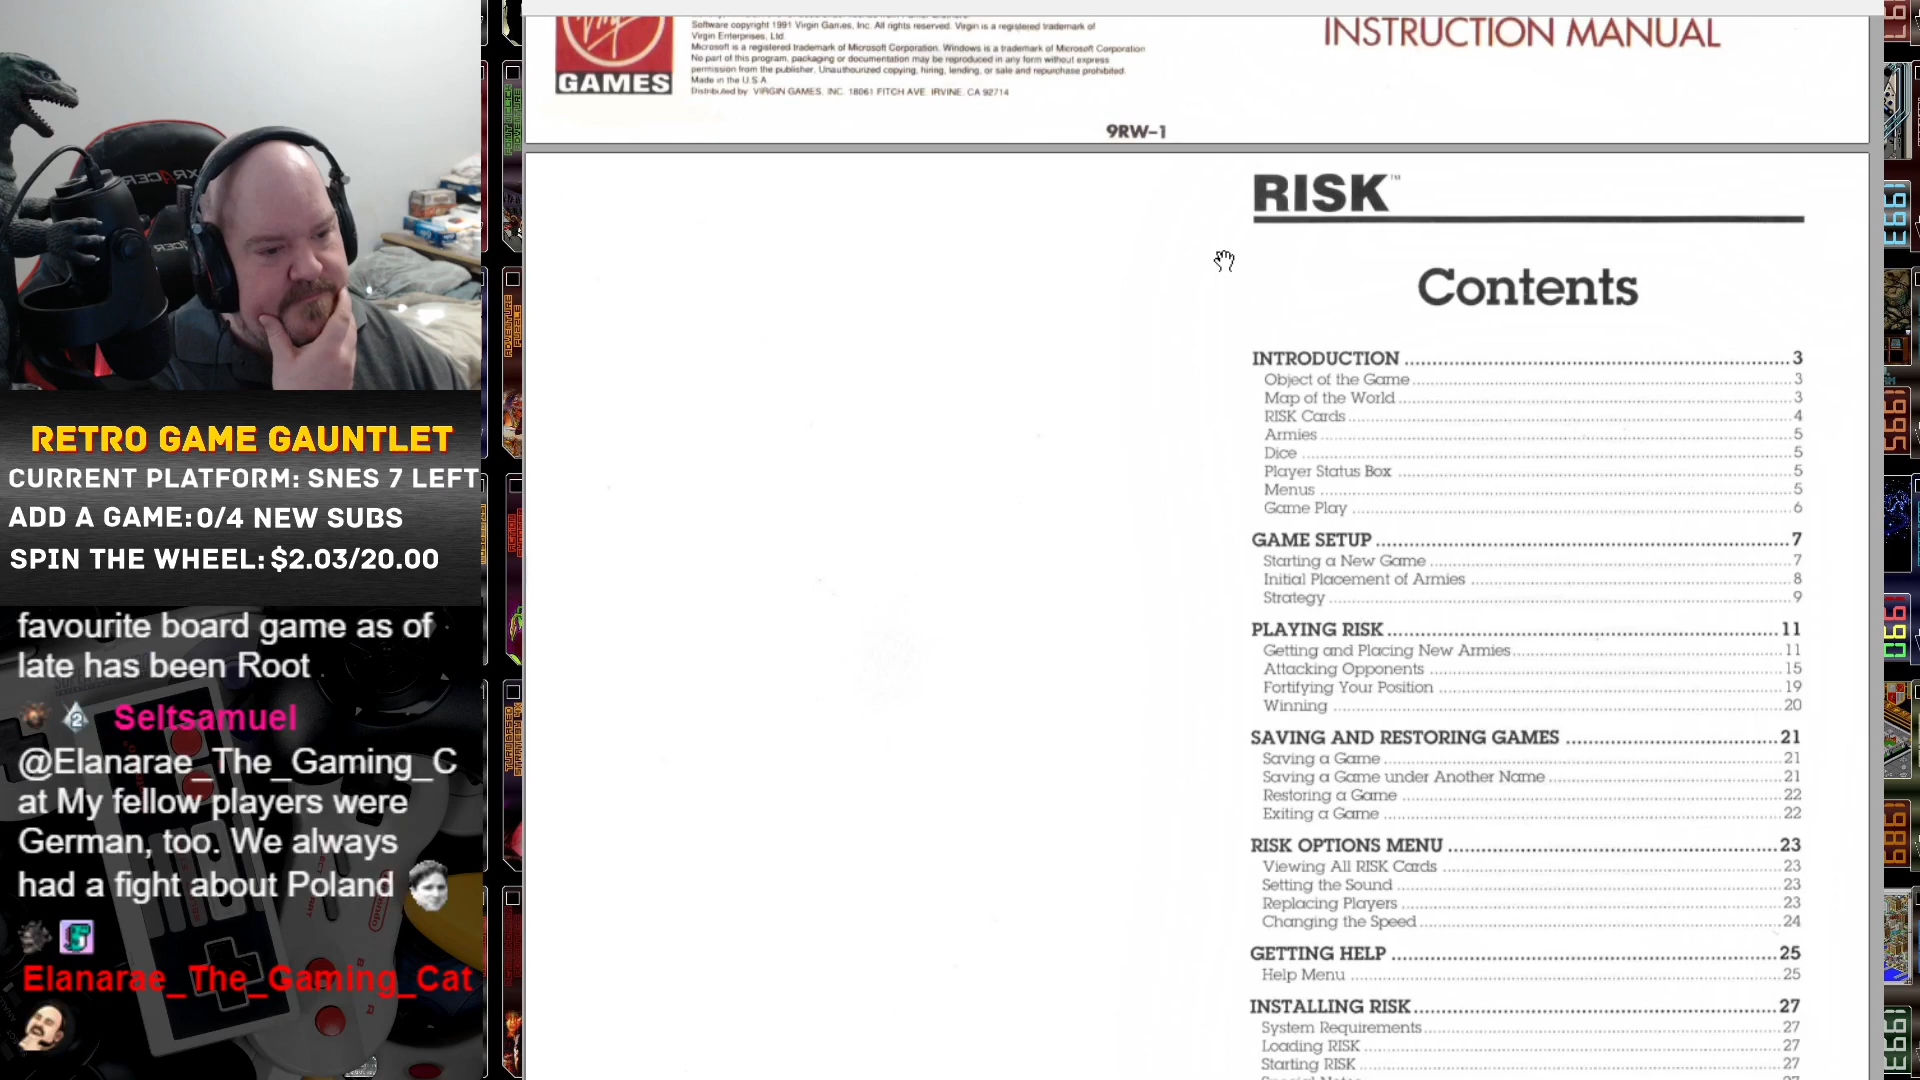 GAMES
Software copyright 1991 Virgin Games, Inc. All rights reserved. Virgin is a registered trademark of
Virgin Enterprises, Ltd.
Microsoft is a registered trademark of Microsoft Corporation. Windows is a trademark of Microsoft Corporation
No part of this program, packaging or documentation may be reproduced in any form without express
permission from the publisher. Unauthorized copying, hiring, lending, or sale and repurchase prohibited.
Made in the U.S.A.
Distributed by: VIRGIN GAMES, INC. 18061 FITCH AVE. IRVINE, CA 92714
INSTRUCTION MANUAL
9RW–1
RISK™
Contents
INTRODUCTION 3
Object of the Game 3
Map of the World 3
RISK Cards 4
Armies 5
Dice 5
Player Status Box 5
Menus 5
Game Play 6
GAME SETUP 7
Starting a New Game 7
Initial Placement of Armies 8
Strategy 9
PLAYING RISK 11
Getting and Placing New Armies 11
Attacking Opponents 15
Fortifying Your Position 19
Winning 20
SAVING AND RESTORING GAMES 21
Saving a Game 21
Saving a Game under Another Name 21
Restoring a Game 22
Exiting a Game 22
RISK OPTIONS MENU 23
Viewing All RISK Cards 23
Setting the Sound 23
Replacing Players 23
Changing the Speed 24
GETTING HELP 25
Help Menu 25
INSTALLING RISK 27
System Requirements 27
Loading RISK 27
Starting RISK 27
RETRO GAME GAUNTLET
CURRENT PLATFORM: SNES 7 LEFT
ADD A GAME: 0/4 NEW SUBS
SPIN THE WHEEL: $2.03/20.00
favourite board game as of
late has been Root
Seltsamuel
@Elanarae_The_Gaming_C
at My fellow players were
German, too. We always
had a fight about Poland
Elanarae_The_Gaming_Cat